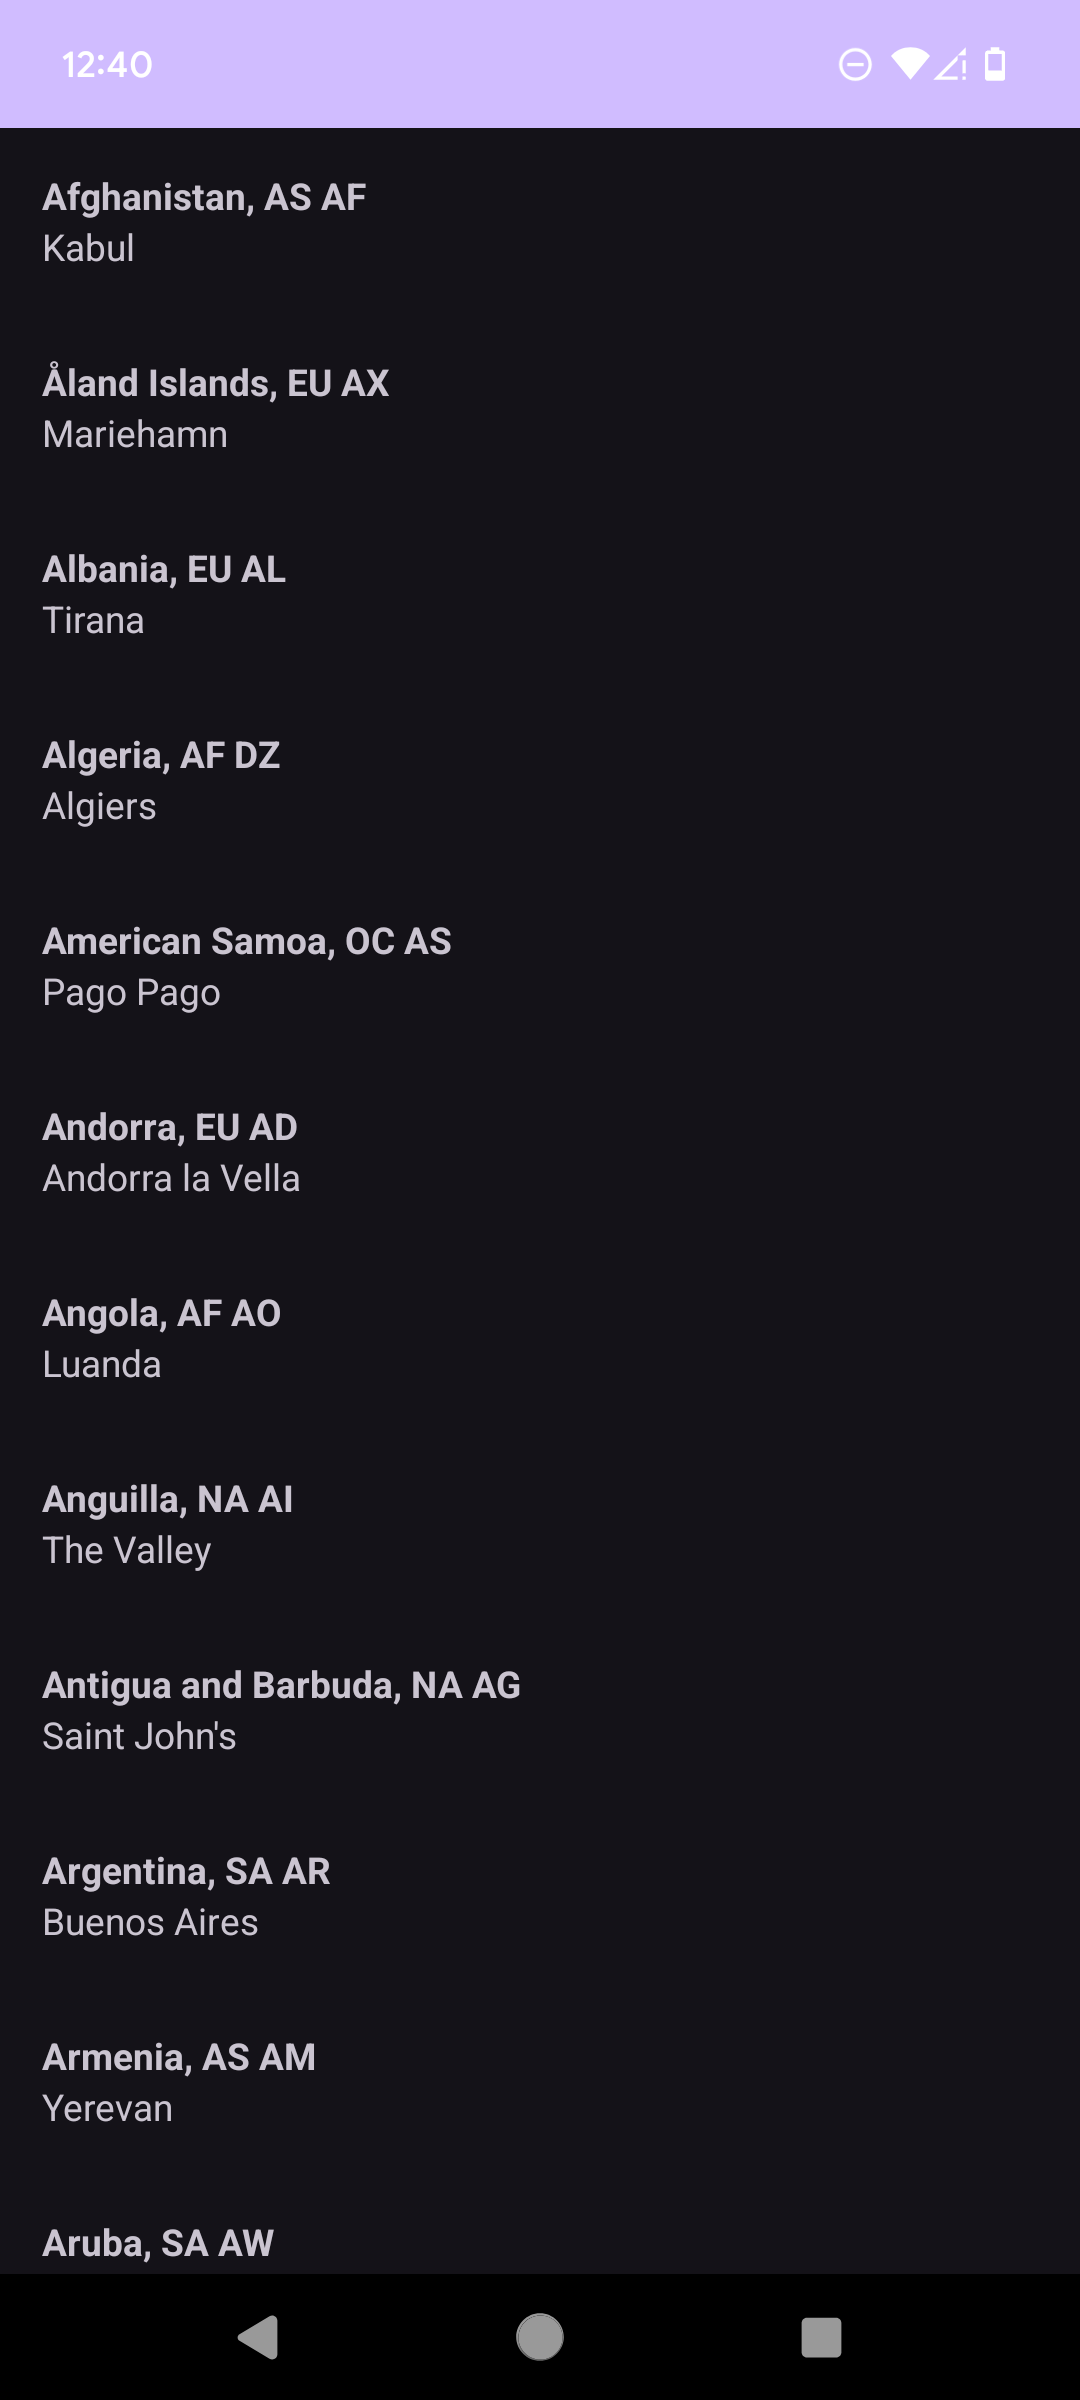 12:40
Afghanistan, AS AF
Kabul
Åland Islands, EU AX
Mariehamn
Albania, EU AL
Tirana
Algeria, AF DZ
Algiers
American Samoa, OC AS
Pago Pago
Andorra, EU AD
Andorra la Vella
Angola, AF AO
Luanda
Anguilla, NA AI
The Valley
Antigua and Barbuda, NA AG
Saint John's
Argentina, SA AR
Buenos Aires
Armenia, AS AM
Yerevan
Aruba, SA AW